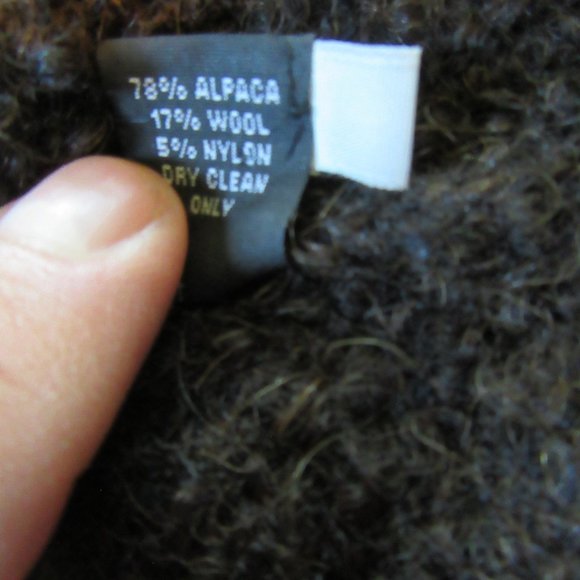 78% ALPACA
17% WOOL
5% NYLON
DRY CLEAN
ONLY